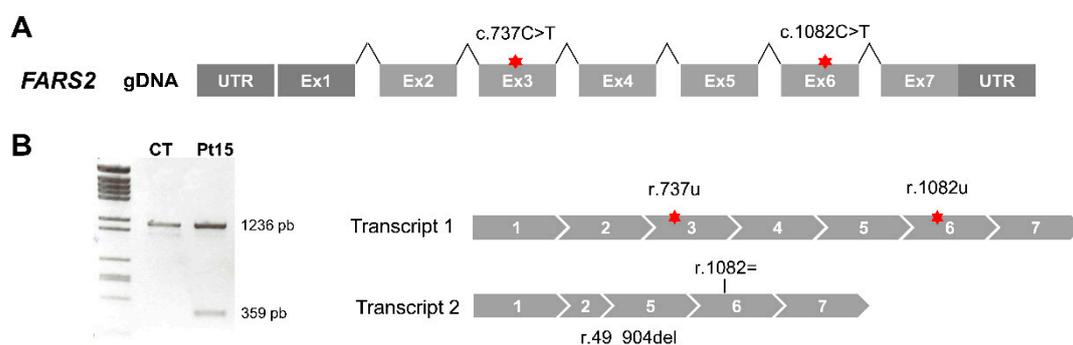 A
c.737C>T
c.1082C>T
FARS2 gDNA UTR Ex1 Ex2 Ex3 Ex4 Ex5 Ex6 Ex7 UTR
B
CT Pt15
1236 pb
359 pb
r.737u
r.1082u
Transcript 1 1 2 3 4 5 6 7
r.1082=
Transcript 2 1 2 5 6 7
r.49_904del